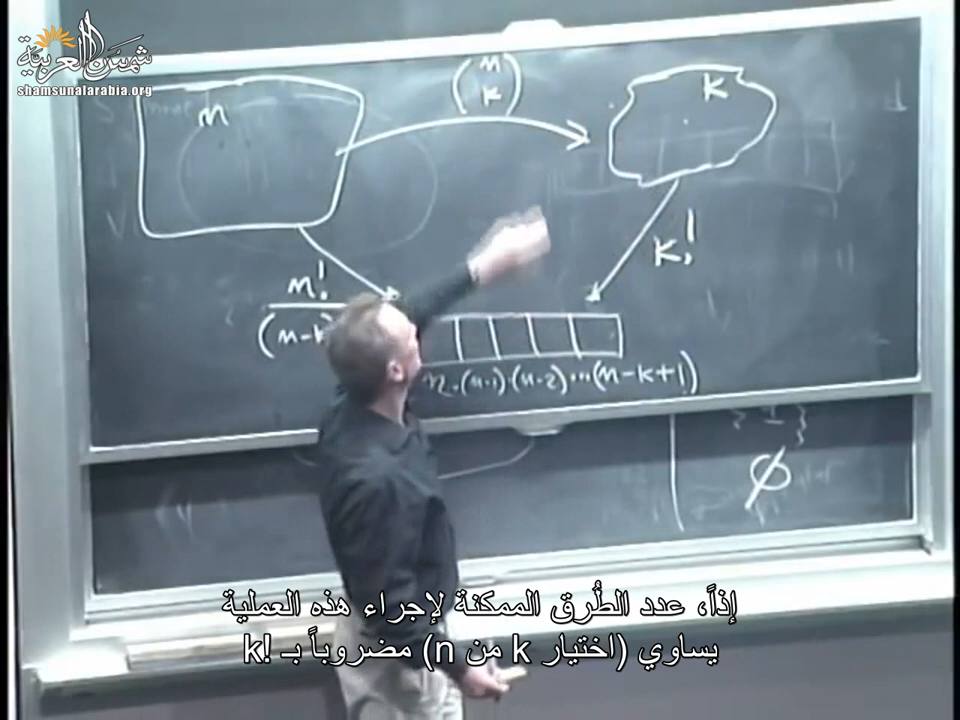 شمس العربية
shamsunalarabia.org
n
(n k)
k
n!
(n-k
k!
n·(n-1)·(n-2)···(n-k+1)
{ 1 }
∅
إذاً، عدد الطُّرق الممكنة لإجراء هذه العملية
يساوي (اختيار k من n) مضروباً بـ k!